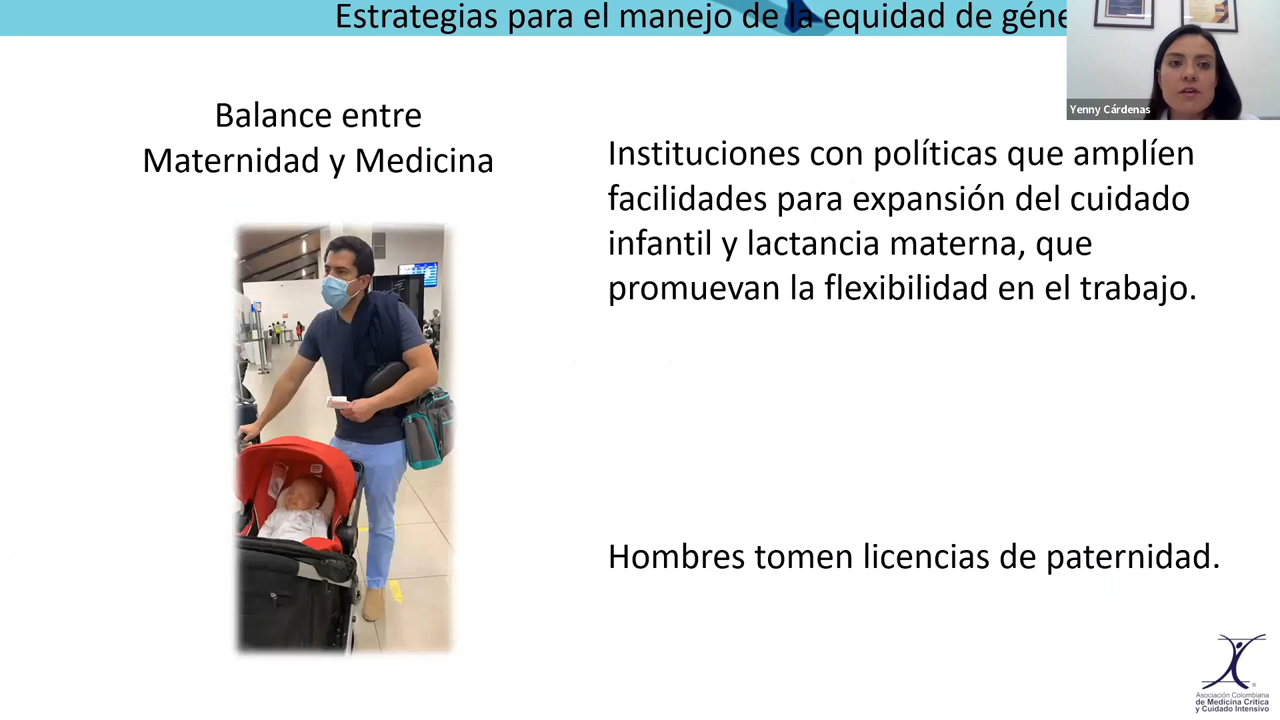 Estrategias para el manejo de la equidad de géne
Yenny Cárdenas
Balance entre
Maternidad y Medicina
Instituciones con políticas que amplíen
facilidades para expansión del cuidado
infantil y lactancia materna, que
promuevan la flexibilidad en el trabajo.
Hombres tomen licencias de paternidad.
Asociación Colombiana
de Medicina Crítica
y Cuidado Intensivo